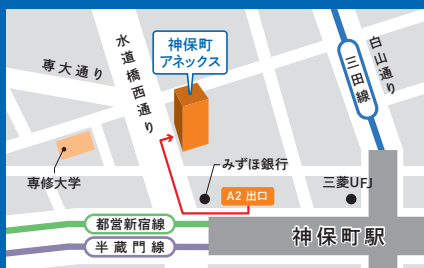 神保町
アネックス
水道橋西通り
専大通り
白山通り
三田線
専修大学
みずほ銀行
A2 出口
三菱UFJ
都営新宿線
半蔵門線
神保町駅